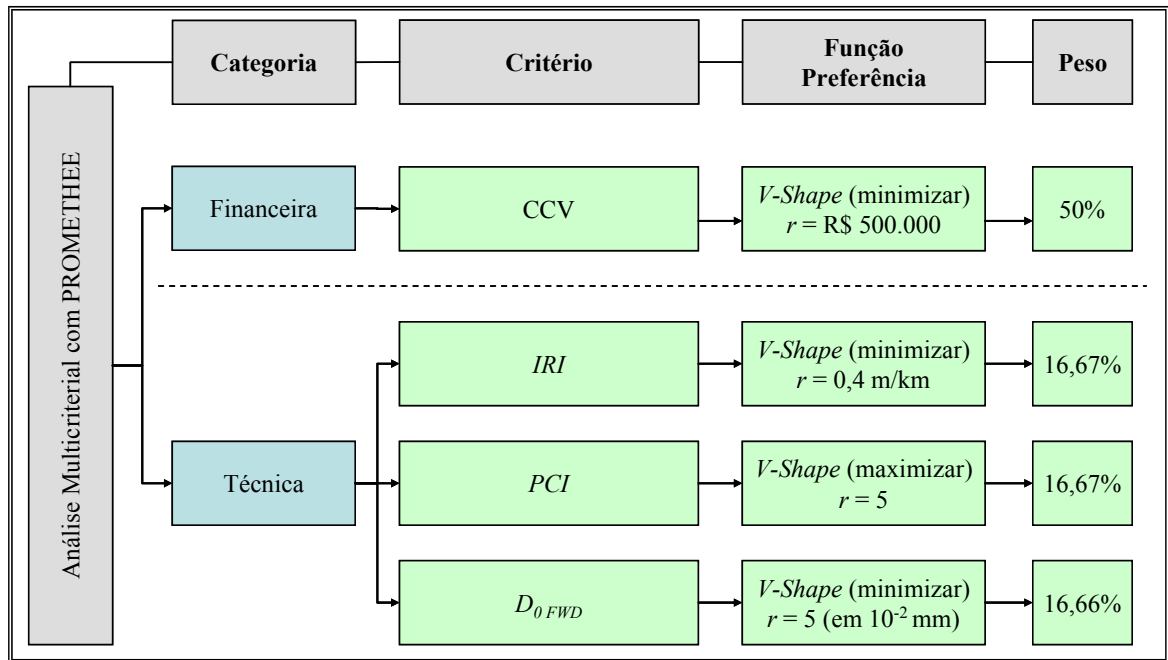 Análise Multicriterial com PROMETHEE
Categoria
Critério
Função
Preferência
Peso
Financeira
CCV
V-Shape (minimizar)
r = R$ 500.000
50%
Técnica
IRI
V-Shape (minimizar)
r = 0,4 m/km
16,67%
PCI
V-Shape (maximizar)
r = 5
16,67%
D0 FWD
V-Shape (minimizar)
r = 5 (em 10-2 mm)
16,66%